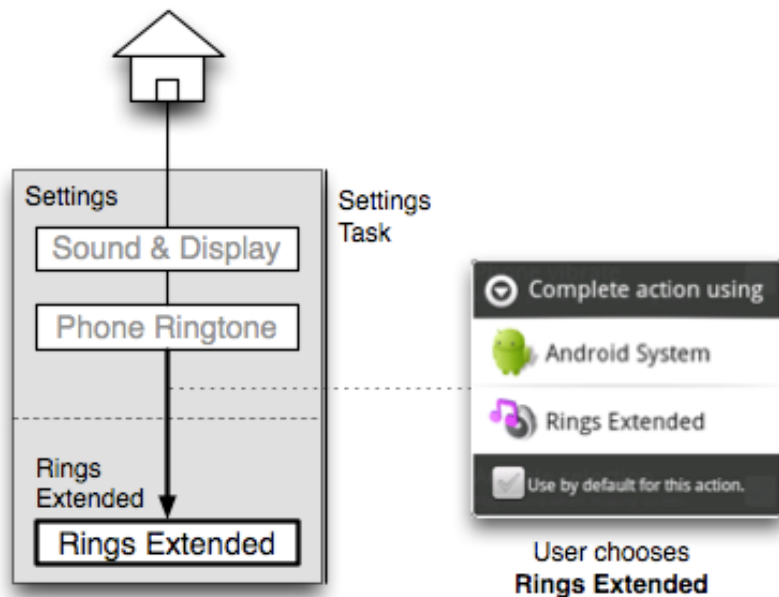 Settings
Sound & Display
Phone Ringtone
Rings
Extended
Rings Extended
Settings
Task
Complete action using
Android System
Rings Extended
Use by default for this action.
User chooses
Rings Extended